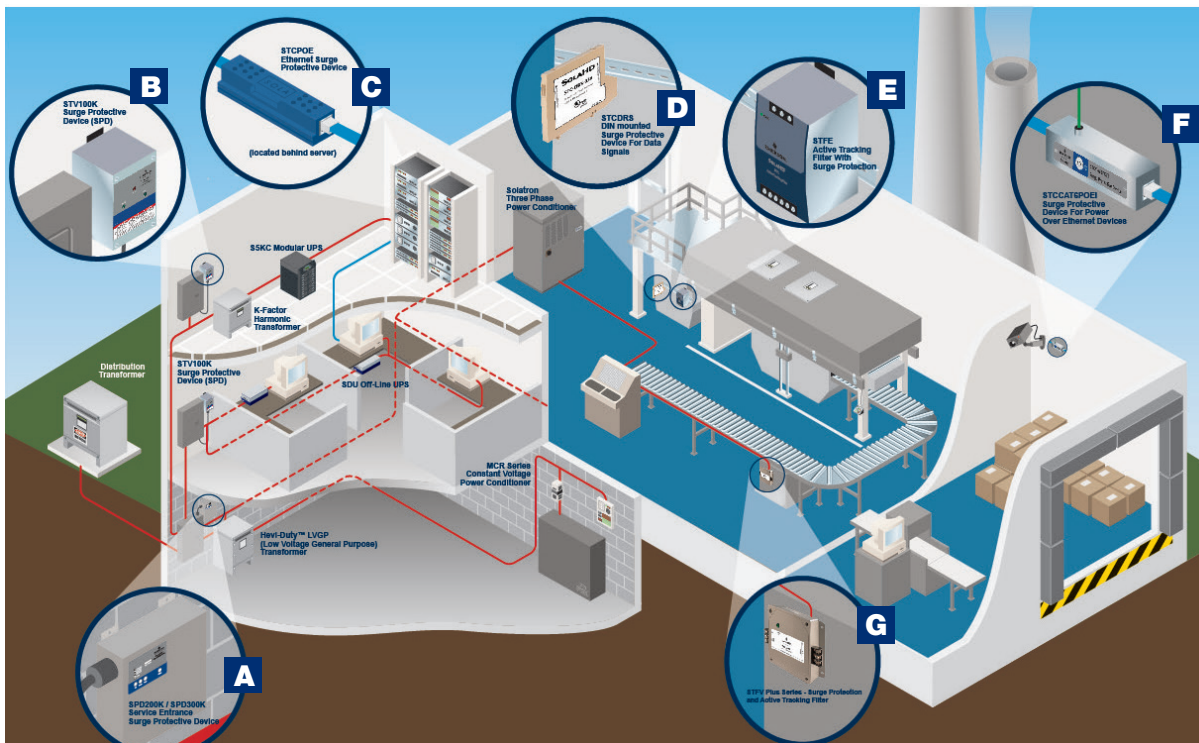 B
STV100K
Surge Protective
Device (SPD)
C
STCPOE
Ethernet Surge
Protective Device
(located behind server)
D
SOLAHD
STCDRS
DIN mounted
Surge Protective
Device For Data
Signals
E
STFE
Active Tracking
Filter With
Surge Protection
F
STCCAT6POEI
Surge Protective
Device For Power
Over Ethernet Devices
Solatron
Three Phase
Power Conditioner
S5KC Modular UPS
K-Factor
Harmonic
Transformer
Distribution
Transformer
STV100K
Surge Protective
Device (SPD)
SDU Off-Line UPS
MCR Series
Constant Voltage
Power Conditioner
Hevi-Duty™ LVGP
(Low Voltage General Purpose)
Transformer
A
SPD200K / SPD300K
Service Entrance
Surge Protective Device
G
STFV Plus Series - Surge Protection
and Active Tracking Filter